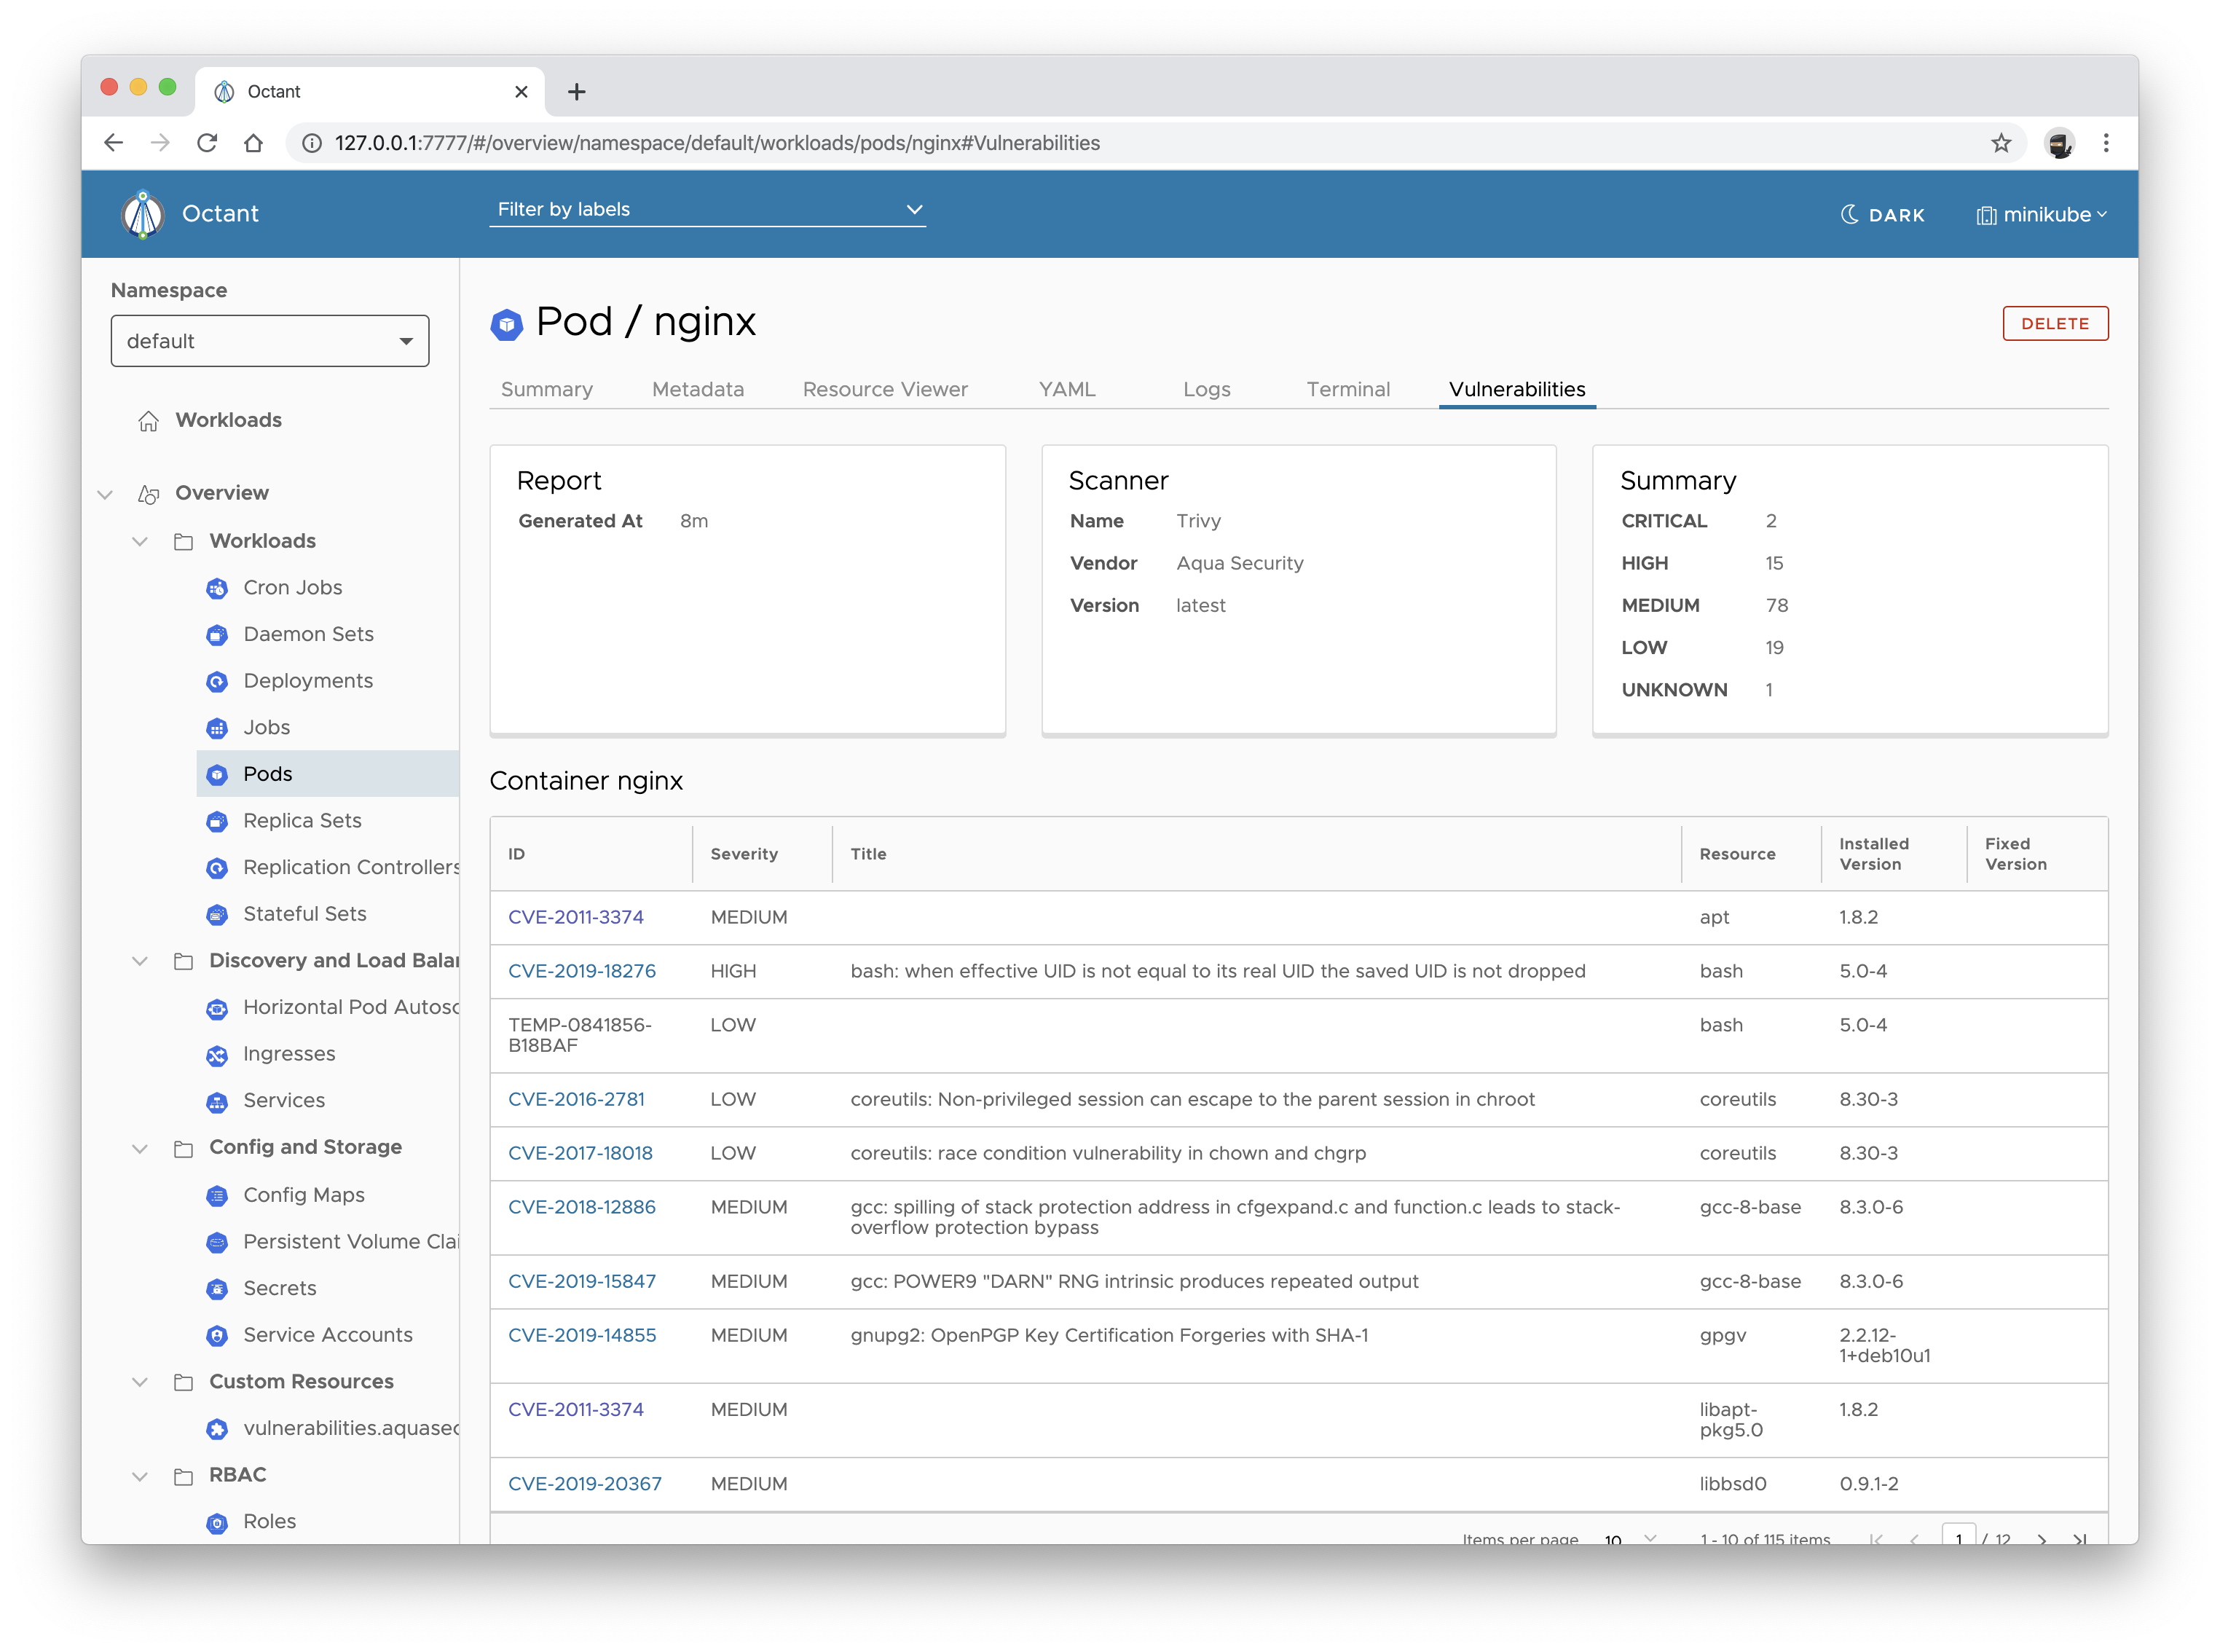 Octant
127.0.0.1:7777/#/overview/namespace/default/workloads/pods/nginx#Vulnerabilities
Octant
Filter by labels
DARK
minikube
Namespace
default
Workloads
Overview
Workloads
Cron Jobs
Daemon Sets
Deployments
Jobs
Pods
Replica Sets
Replication Controllers
Stateful Sets
Discovery and Load Balan
Horizontal Pod Autosc
Ingresses
Services
Config and Storage
Config Maps
Persistent Volume Clai
Secrets
Service Accounts
Custom Resources
vulnerabilities.aquasec
RBAC
Roles
Pod / nginx
DELETE
Summary Metadata Resource Viewer YAML Logs Terminal Vulnerabilities
Report
Generated At 8m
Scanner
Name Trivy
Vendor Aqua Security
Version latest
Summary
CRITICAL 2
HIGH 15
MEDIUM 78
LOW 19
UNKNOWN 1
Container nginx
ID Severity Title Resource Installed Version Fixed Version
CVE-2011-3374 MEDIUM apt 1.8.2
CVE-2019-18276 HIGH bash: when effective UID is not equal to its real UID the saved UID is not dropped bash 5.0-4
TEMP-0841856- LOW bash 5.0-4
B18BAF
CVE-2016-2781 LOW coreutils: Non-privileged session can escape to the parent session in chroot coreutils 8.30-3
CVE-2017-18018 LOW coreutils: race condition vulnerability in chown and chgrp coreutils 8.30-3
CVE-2018-12886 MEDIUM gcc: spilling of stack protection address in cfgexpand.c and function.c leads to stack- gcc-8-base 8.3.0-6
overflow protection bypass
CVE-2019-15847 MEDIUM gcc: POWER9 "DARN" RNG intrinsic produces repeated output gcc-8-base 8.3.0-6
CVE-2019-14855 MEDIUM gnupg2: OpenPGP Key Certification Forgeries with SHA-1 gpgv 2.2.12-
1+deb10u1
CVE-2011-3374 MEDIUM libapt- 1.8.2
pkg5.0
CVE-2019-20367 MEDIUM libbsd0 0.9.1-2
Items per page 10 1 - 10 of 115 items 1 / 12